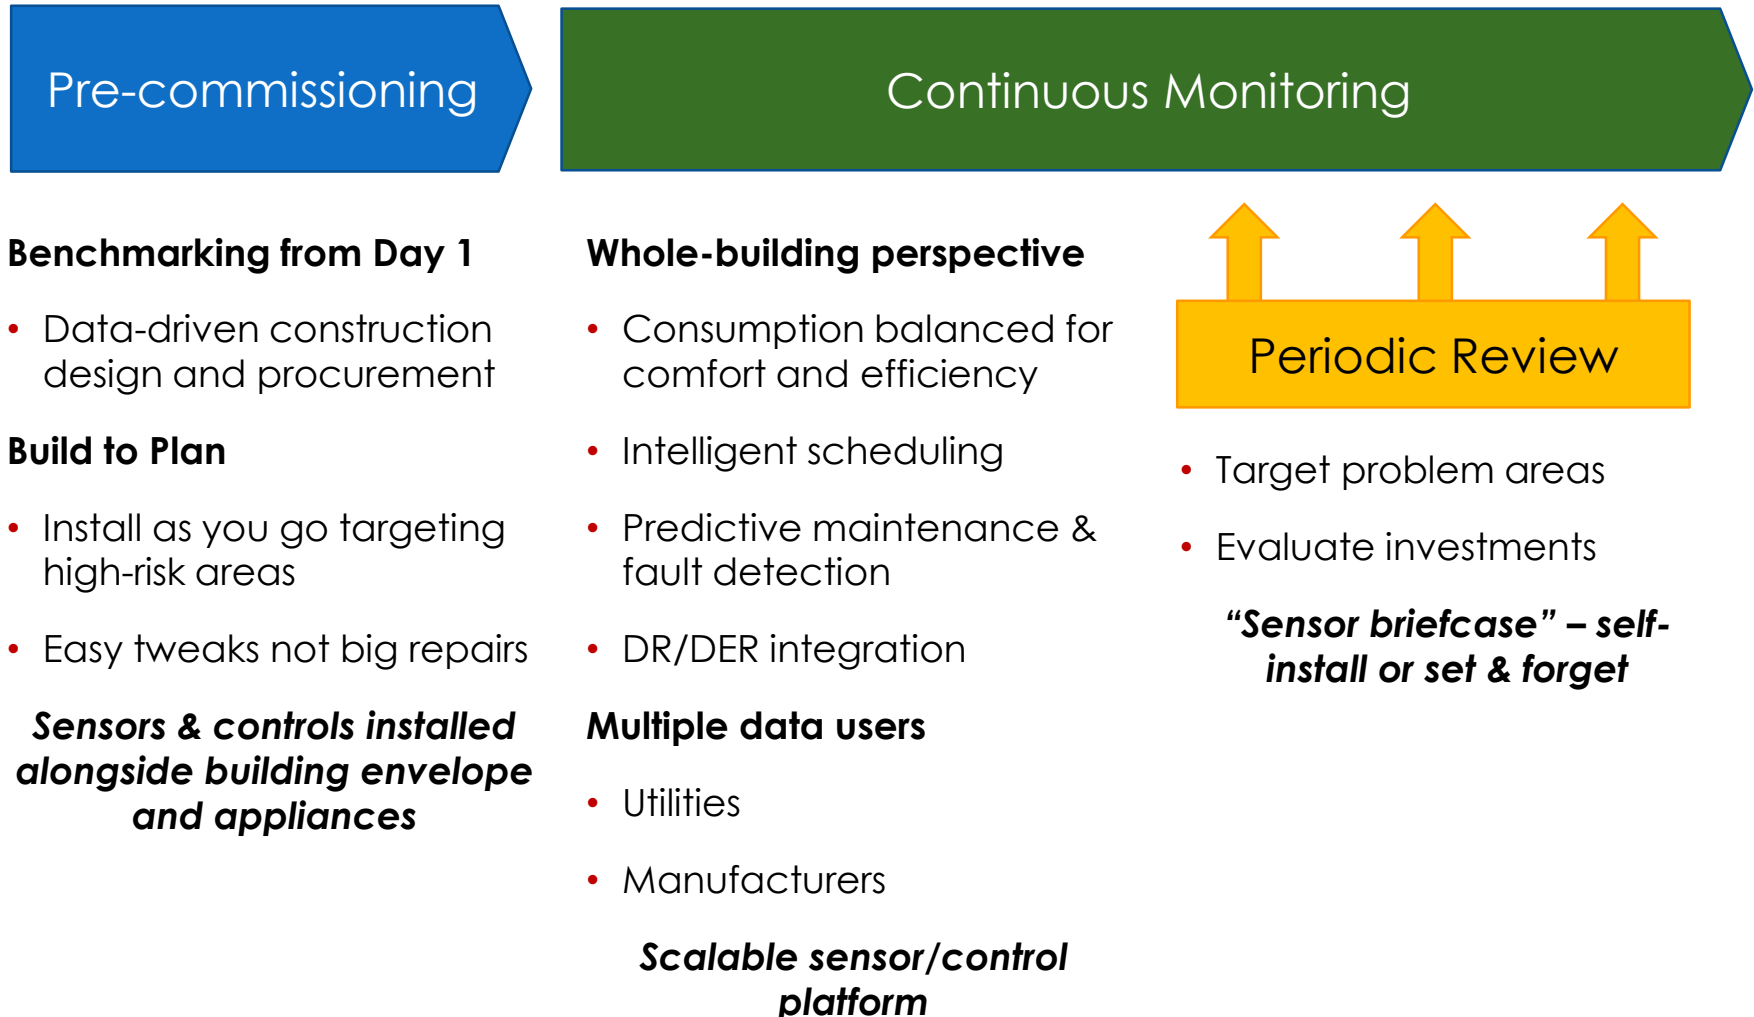 Pre-commissioning
Continuous Monitoring
Benchmarking from Day 1
• Data-driven construction
design and procurement
Build to Plan
• Install as you go targeting
high-risk areas
• Easy tweaks not big repairs
Sensors & controls installed
alongside building envelope
and appliances
Whole-building perspective
• Consumption balanced for
comfort and efficiency
• Intelligent scheduling
• Predictive maintenance &
fault detection
• DR/DER integration
Multiple data users
• Utilities
• Manufacturers
Scalable sensor/control
platform
Periodic Review
• Target problem areas
• Evaluate investments
“Sensor briefcase” – self-
install or set & forget